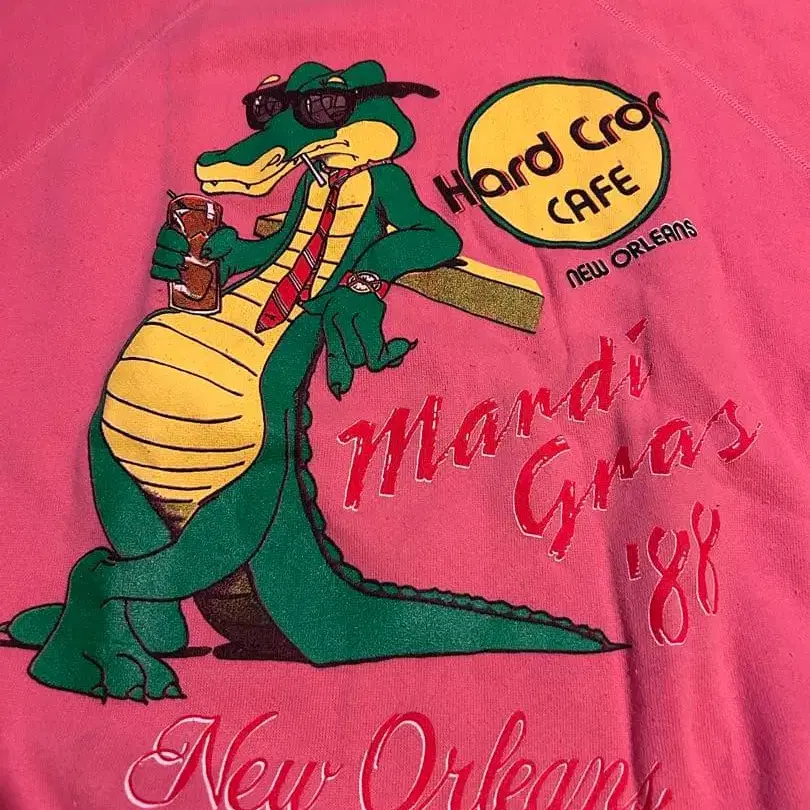 Hard Croc
CAFE
NEW ORLEANS
Mardi
Gras
'88
New Orleans